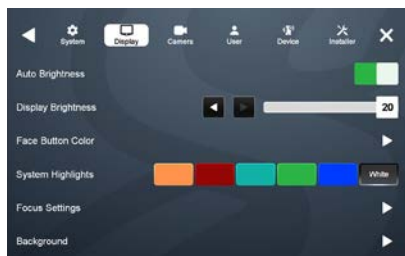 System Display Camera User Device Installer
Auto Brightness
Display Brightness 20
Face Button Color
System Highlights White
Focus Settings
Background